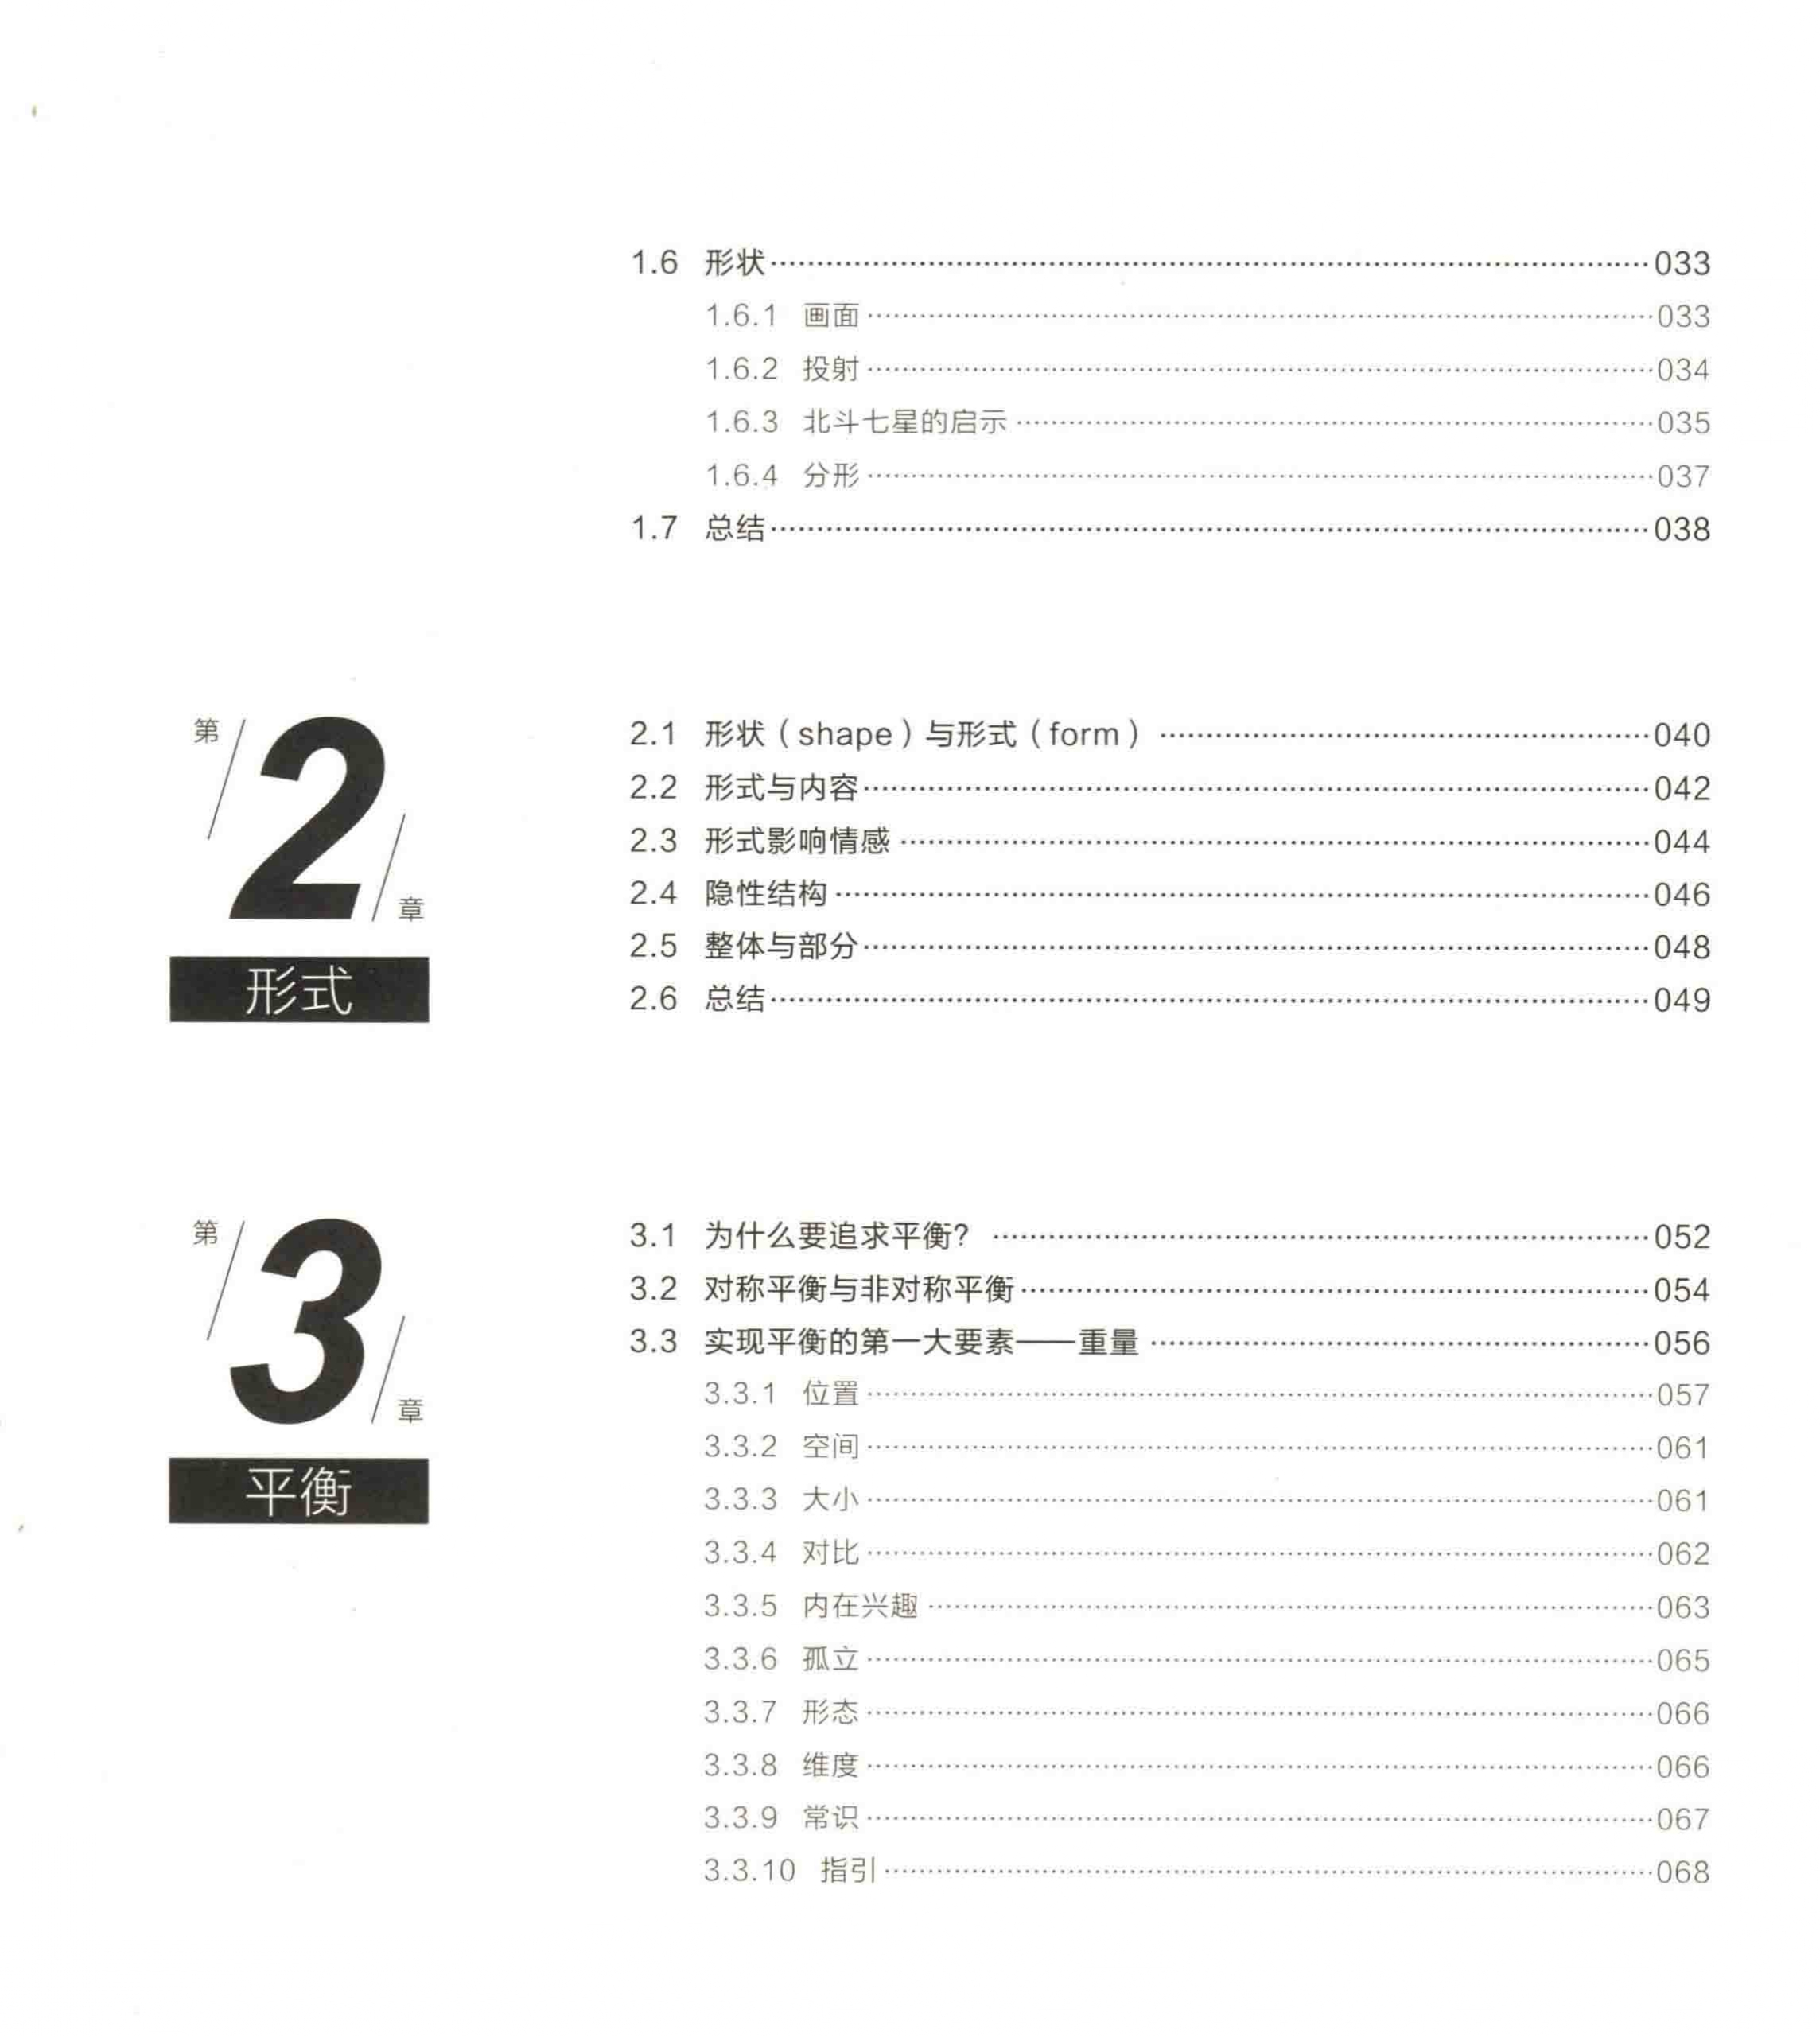 1.6 形状 033
1.6.1 画面 033
1.6.2 投射 034
1.6.3 北斗七星的启示 035
1.6.4 分形 037
1.7 总结 038
第2章
形式
2.1 形状（shape）与形式（form） 040
2.2 形式与内容 042
2.3 形式影响情感 044
2.4 隐性结构 046
2.5 整体与部分 048
2.6 总结 049
第3章
平衡
3.1 为什么要追求平衡？ 052
3.2 对称平衡与非对称平衡 054
3.3 实现平衡的第一大要素——重量 056
3.3.1 位置 057
3.3.2 空间 061
3.3.3 大小 061
3.3.4 对比 062
3.3.5 内在兴趣 063
3.3.6 孤立 065
3.3.7 形态 066
3.3.8 维度 066
3.3.9 常识 067
3.3.10 指引 068